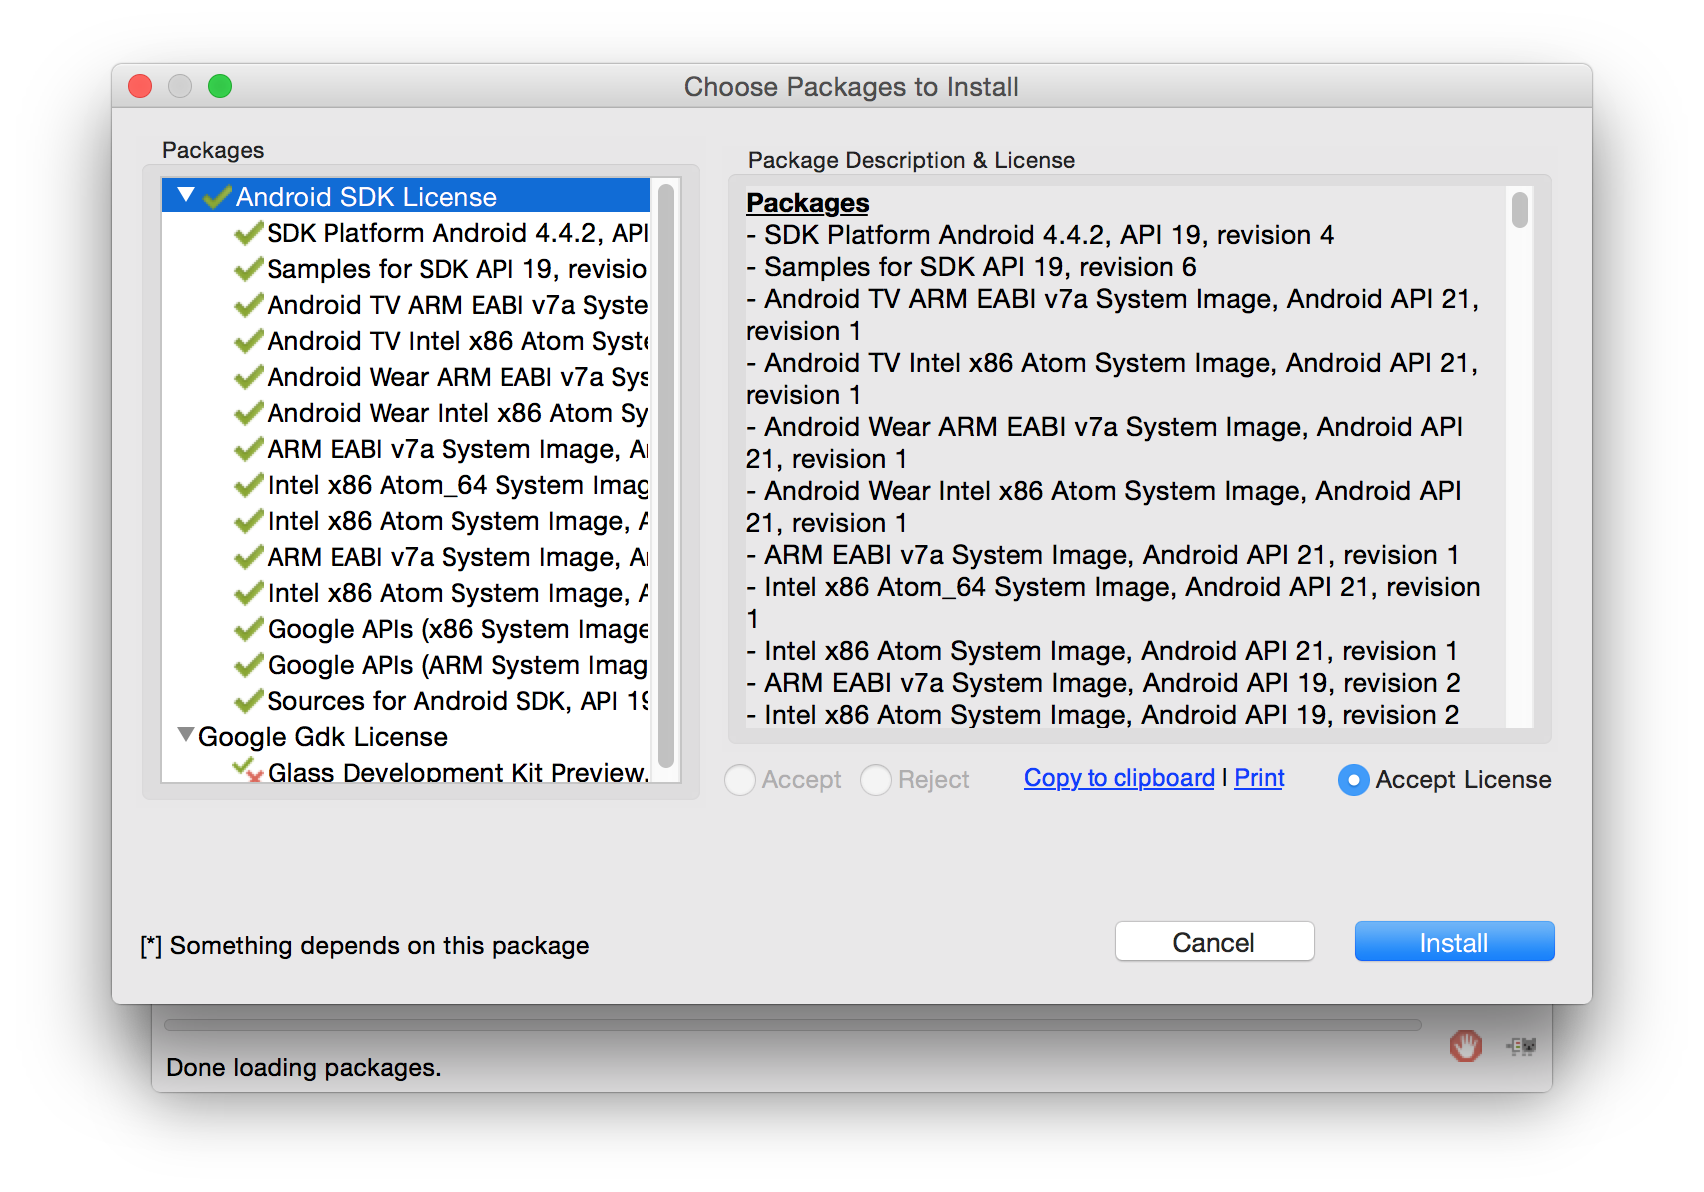 Choose Packages to Install
Packages
Android SDK License
SDK Platform Android 4.4.2, API
Samples for SDK API 19, revisio
Android TV ARM EABI v7a Syste
Android TV Intel x86 Atom Syste
Android Wear ARM EABI v7a Sys
Android Wear Intel x86 Atom Sy
ARM EABI v7a System Image, A
Intel x86 Atom_64 System Imag
Intel x86 Atom System Image, A
ARM EABI v7a System Image, A
Intel x86 Atom System Image, A
Google APIs (x86 System Image
Google APIs (ARM System Imag
Sources for Android SDK, API 19
Google Gdk License
Glass Development Kit Preview,
Package Description & License
Packages
- SDK Platform Android 4.4.2, API 19, revision 4
- Samples for SDK API 19, revision 6
- Android TV ARM EABI v7a System Image, Android API 21,
revision 1
- Android TV Intel x86 Atom System Image, Android API 21,
revision 1
- Android Wear ARM EABI v7a System Image, Android API
21, revision 1
- Android Wear Intel x86 Atom System Image, Android API
21, revision 1
- ARM EABI v7a System Image, Android API 21, revision 1
- Intel x86 Atom_64 System Image, Android API 21, revision
1
- Intel x86 Atom System Image, Android API 21, revision 1
- ARM EABI v7a System Image, Android API 19, revision 2
- Intel x86 Atom System Image, Android API 19, revision 2
Accept Reject Copy to clipboard | Print Accept License
[*] Something depends on this package
Cancel Install
Done loading packages.